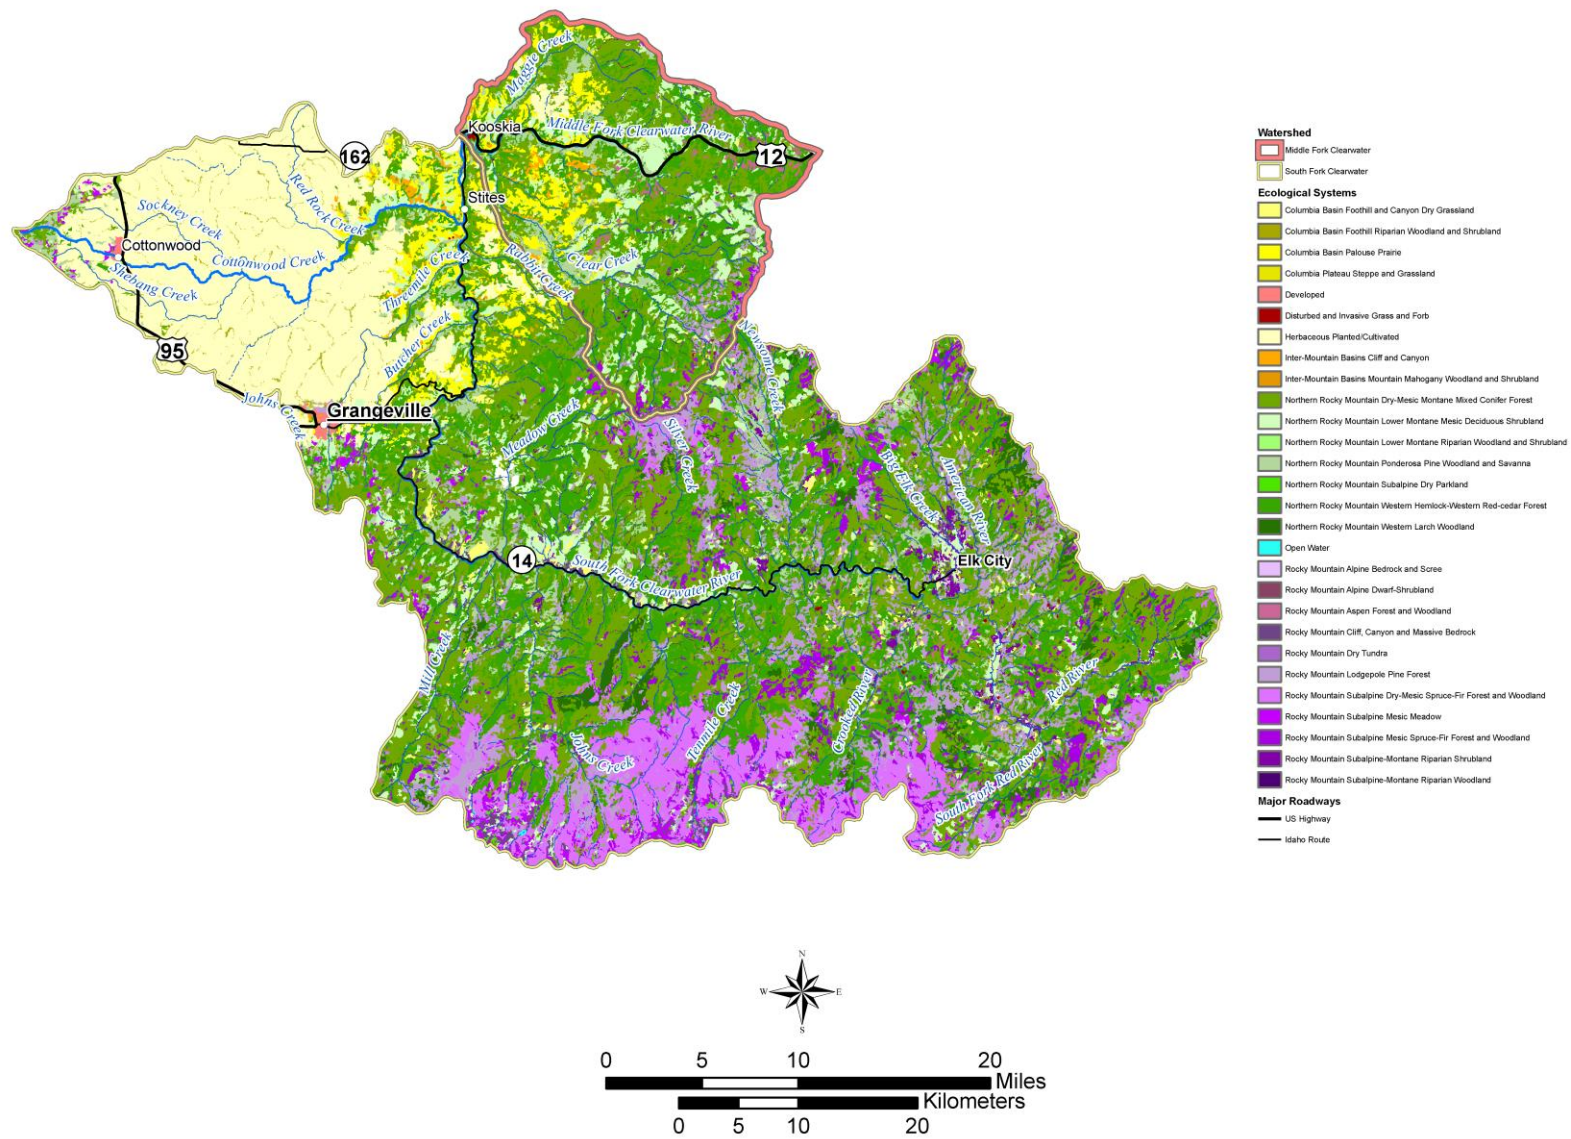 Maggie Creek
Kooskia
Middle Fork Clearwater River
12
162
Red Rock Creek
Stites
Sockney Creek
Cottonwood
Cottonwood Creek
Shebang Creek
Threemile Creek
Rabbit Creek
Clear Creek
Butcher Creek
Newsome Creek
95
Johns Creek
Grangeville
Meadow Creek
Silver Creek
Big Elk Creek
American River
14
South Fork Clearwater River
Elk City
Mill Creek
Johns Creek
Tenmile Creek
Crooked River
Red River
South Fork Red River
Watershed
Middle Fork Clearwater
South Fork Clearwater
Ecological Systems
Columbia Basin Foothill and Canyon Dry Grassland
Columbia Basin Foothill Riparian Woodland and Shrubland
Columbia Basin Palouse Prairie
Columbia Plateau Steppe and Grassland
Developed
Disturbed and Invasive Grass and Forb
Herbaceous Planted/Cultivated
Inter-Mountain Basins Cliff and Canyon
Inter-Mountain Basins Mountain Mahogany Woodland and Shrubland
Northern Rocky Mountain Dry-Mesic Montane Mixed Conifer Forest
Northern Rocky Mountain Lower Montane Mesic Deciduous Shrubland
Northern Rocky Mountain Lower Montane Riparian Woodland and Shrubland
Northern Rocky Mountain Ponderosa Pine Woodland and Savanna
Northern Rocky Mountain Subalpine Dry Parkland
Northern Rocky Mountain Western Hemlock-Western Red-cedar Forest
Northern Rocky Mountain Western Larch Woodland
Open Water
Rocky Mountain Alpine Bedrock and Scree
Rocky Mountain Alpine Dwarf-Shrubland
Rocky Mountain Aspen Forest and Woodland
Rocky Mountain Cliff, Canyon and Massive Bedrock
Rocky Mountain Dry Tundra
Rocky Mountain Lodgepole Pine Forest
Rocky Mountain Subalpine Dry-Mesic Spruce-Fir Forest and Woodland
Rocky Mountain Subalpine Mesic Meadow
Rocky Mountain Subalpine Mesic Spruce-Fir Forest and Woodland
Rocky Mountain Subalpine-Montane Riparian Shrubland
Rocky Mountain Subalpine-Montane Riparian Woodland
Major Roadways
US Highway
Idaho Route
N
W E
S
0 5 10 20
Miles
Kilometers
0 5 10 20